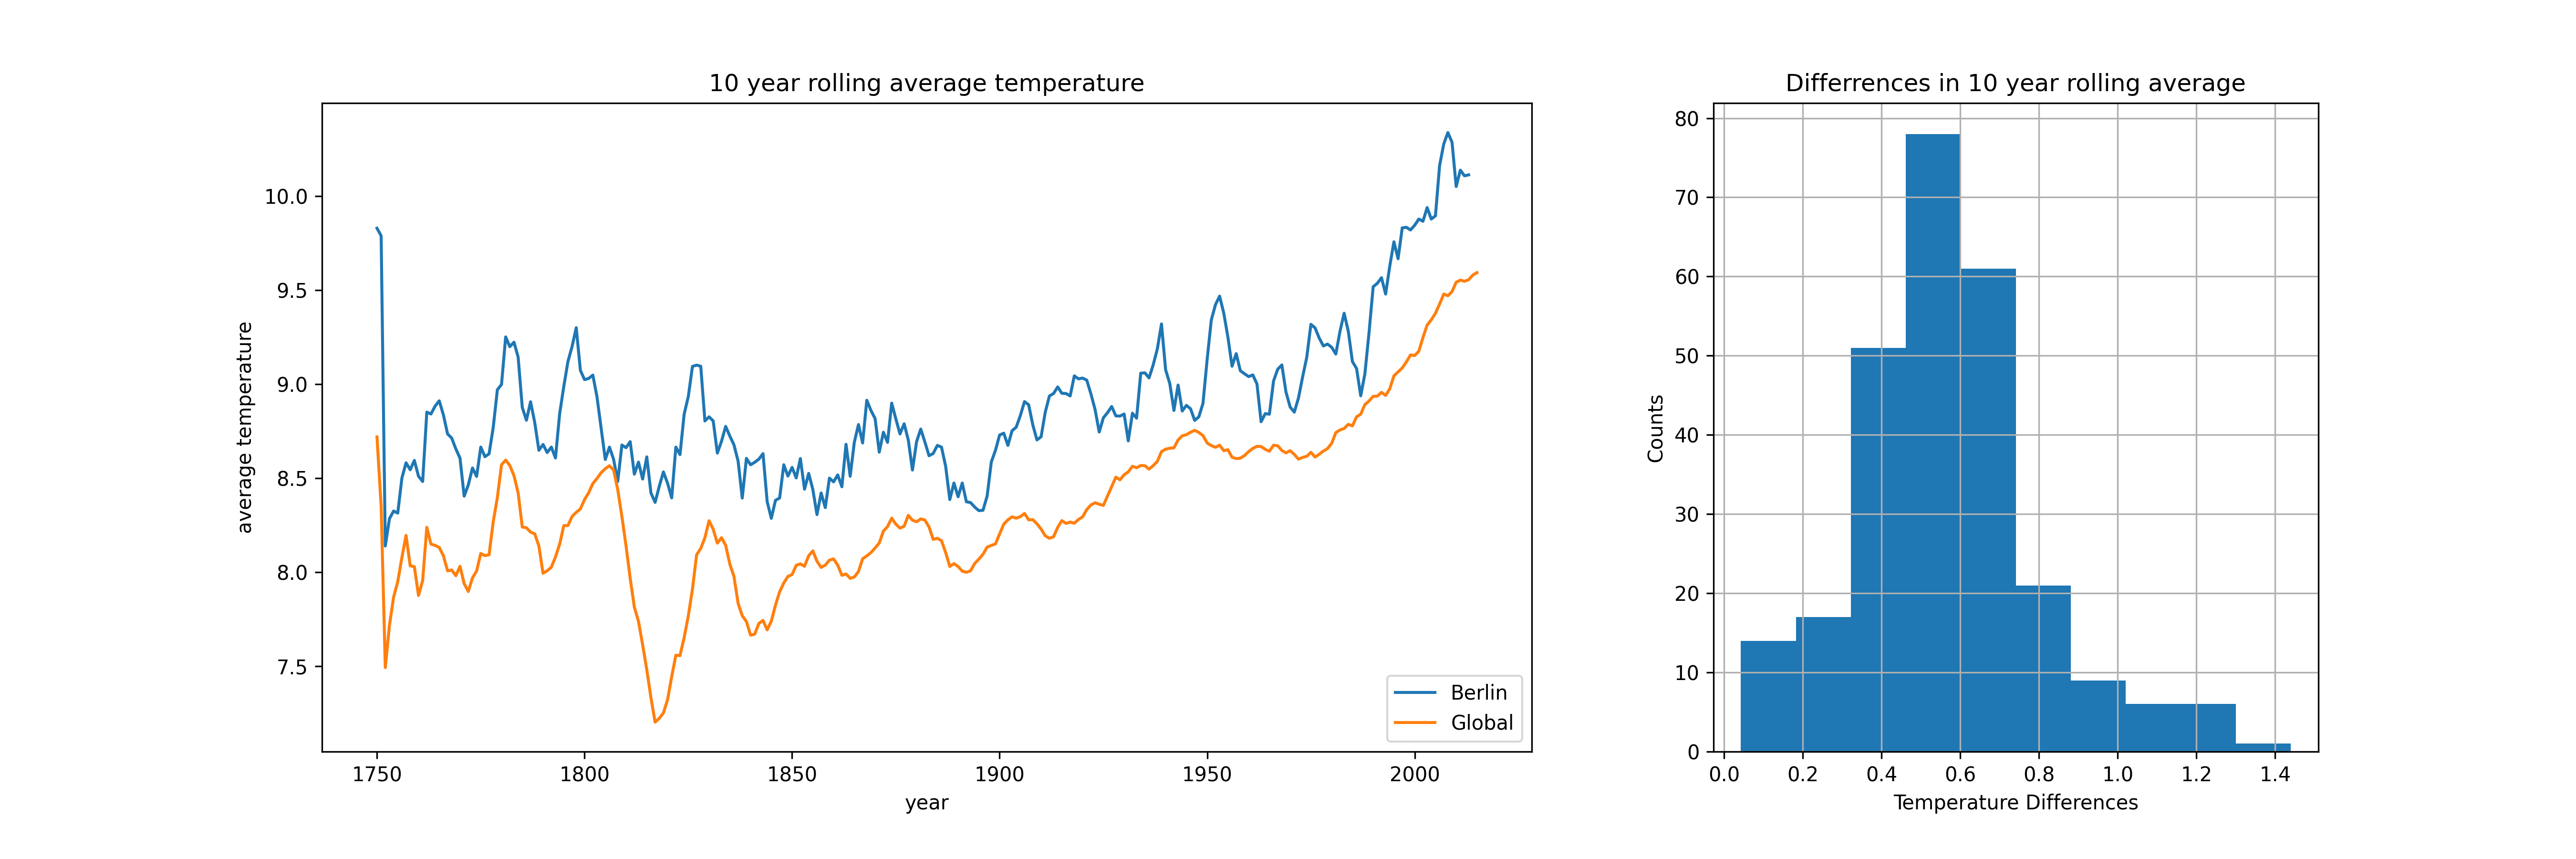 10 year rolling average temperature
average temperature
10.0
9.5
9.0
8.5
8.0
7.5
1750 1800 1850 1900 1950 2000
year
Berlin
Global
Differrences in 10 year rolling average
Counts
80
70
60
50
40
30
20
10
0
0.0 0.2 0.4 0.6 0.8 1.0 1.2 1.4
Temperature Differences